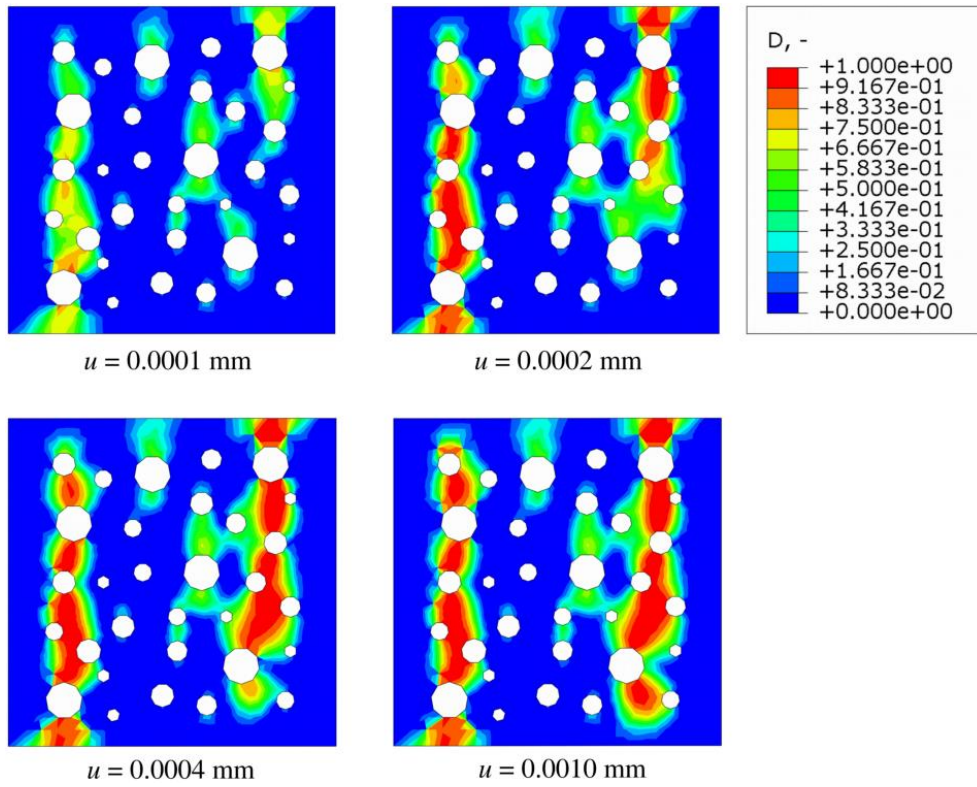 D, -
+1.000e+00
+9.167e-01
+8.333e-01
+7.500e-01
+6.667e-01
+5.833e-01
+5.000e-01
+4.167e-01
+3.333e-01
+2.500e-01
+1.667e-01
+8.333e-02
+0.000e+00
u = 0.0001 mm
u = 0.0002 mm
u = 0.0004 mm
u = 0.0010 mm